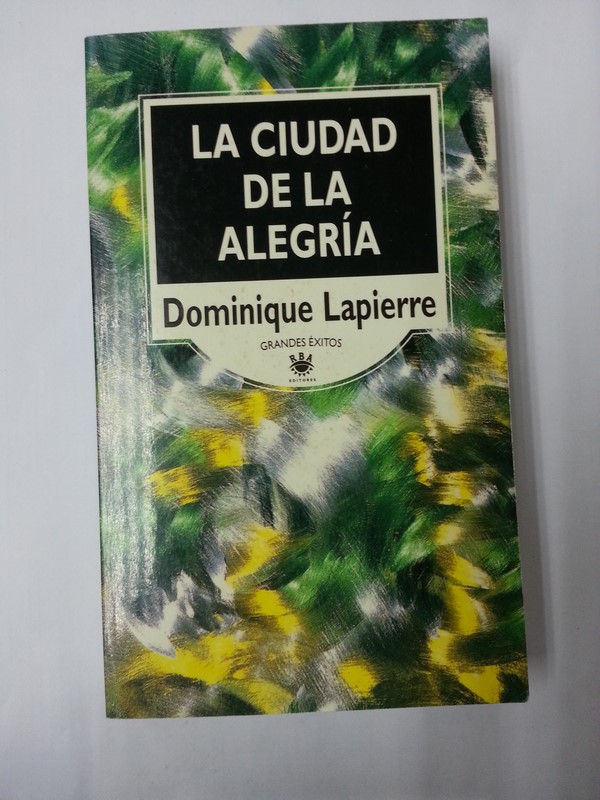 LA CIUDAD
DE LA
ALEGRÍA
Dominique Lapierre
GRANDES ÉXITOS
RBA
EDITORES